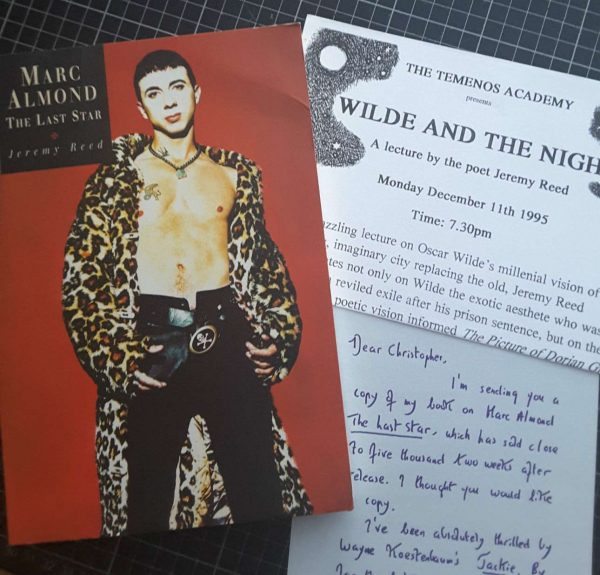 MARC
ALMOND
THE LAST STAR
Jeremy Reed
THE TEMENOS ACADEMY
presents
WILDE AND THE NIGH
A lecture by the poet Jeremy Reed
Monday December 11th 1995
Time: 7.30pm
zzling lecture on Oscar Wilde's millenial vision of
, imaginary city replacing the old, Jeremy Reed
tes not only on Wilde the exotic aesthete who was
reviled exile after his prison sentence, but on the
poetic vision informed The Picture of Dorian G
Dear Christopher,
I'm sending you a
copy of my book on Marc Almond
The Last Star, which has sold close
to five thousand two weeks after
release. I thought you would like
copy.
I've been absolutely thrilled by
Wayne Koestenbaum's Jackie. By